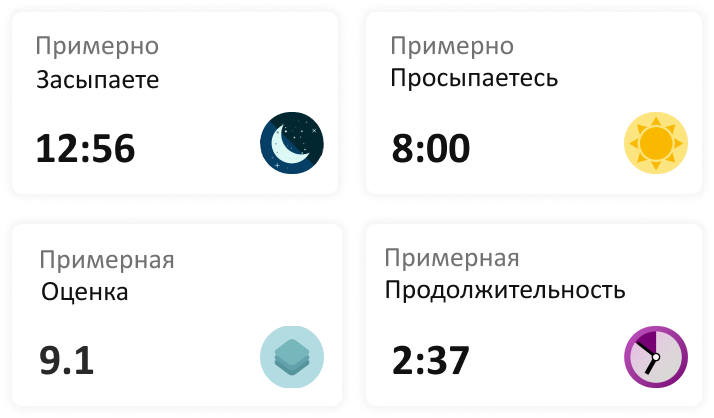 Примерно
Засыпаете
12:56
Примерно
Просыпаетесь
8:00
Примерная
Оценка
9.1
Примерная
Продолжительность
2:37